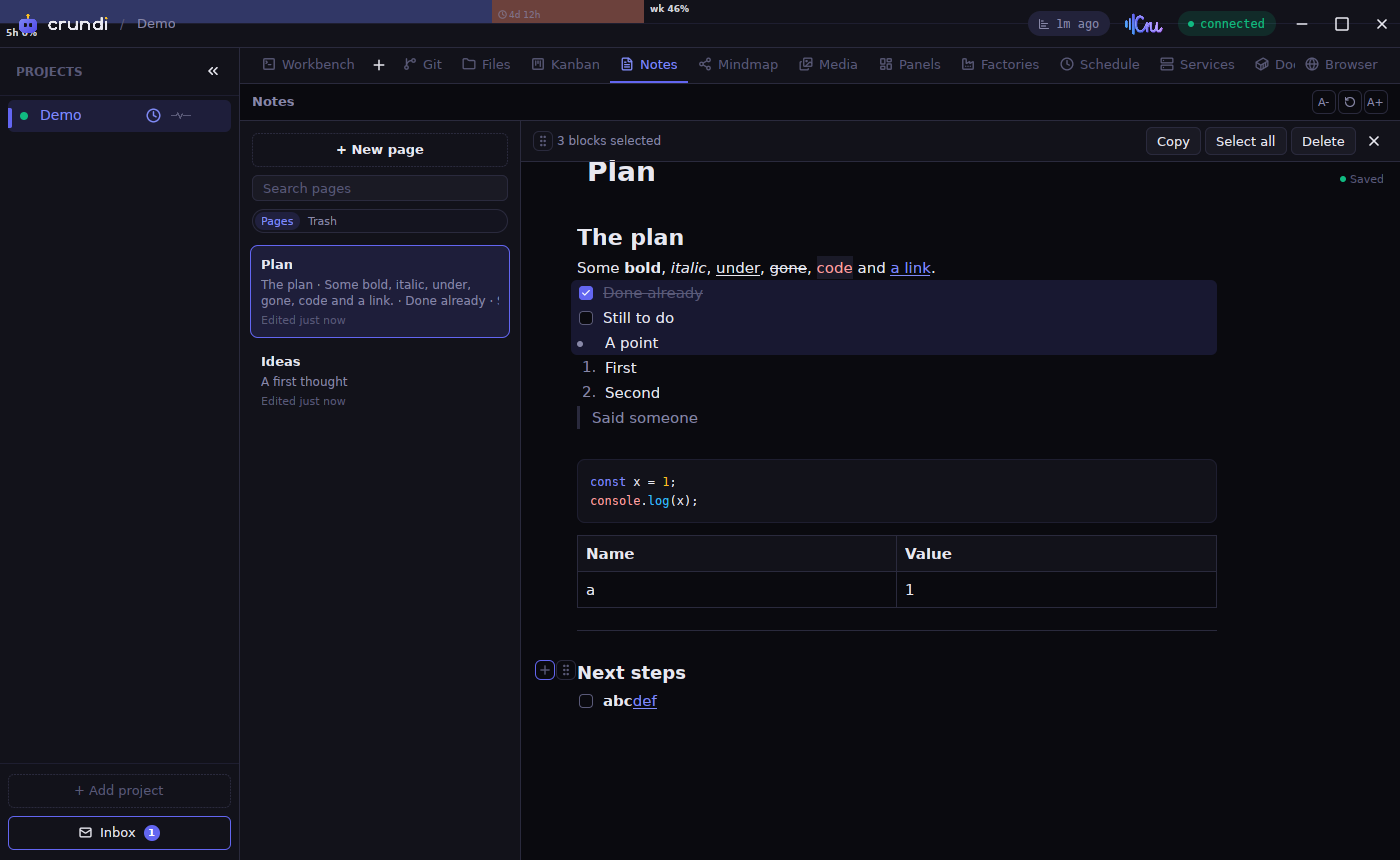 4d 12h
wk 46%
crundi / Demo
1m ago
connected
PROJECTS
Demo
+ Add project
Inbox 1
Workbench
Git
Files
Kanban
Notes
Mindmap
Media
Panels
Factories
Schedule
Services
Browser
Notes
A-
A+
+ New page
Search pages
Pages
Trash
Plan
The plan · Some bold, italic, under,
gone, code and a link. · Done already ·
Edited just now
Ideas
A first thought
Edited just now
3 blocks selected
Copy
Select all
Delete
Plan
Saved
The plan
Some bold, italic, under, gone, code and a link.
Done already
Still to do
A point
1. First
2. Second
Said someone
const x = 1;
console.log(x);
Name Value
a 1
Next steps
abcdef